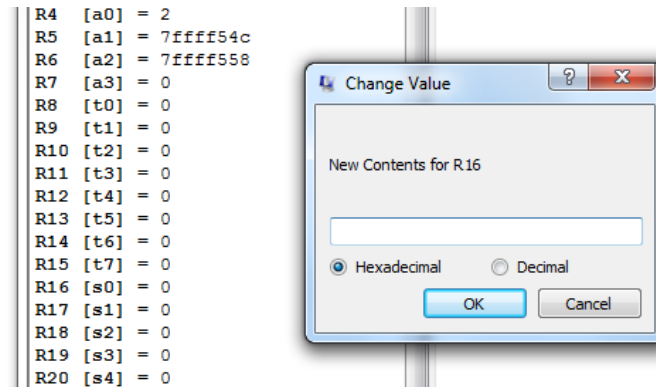 R4 [a0] = 2
R5 [a1] = 7ffff54c
R6 [a2] = 7ffff558
R7 [a3] = 0
R8 [t0] = 0
R9 [t1] = 0
R10 [t2] = 0
R11 [t3] = 0
R12 [t4] = 0
R13 [t5] = 0
R14 [t6] = 0
R15 [t7] = 0
R16 [s0] = 0
R17 [s1] = 0
R18 [s2] = 0
R19 [s3] = 0
R20 [s4] = 0
Change Value
New Contents for R16
Hexadecimal Decimal
OK Cancel